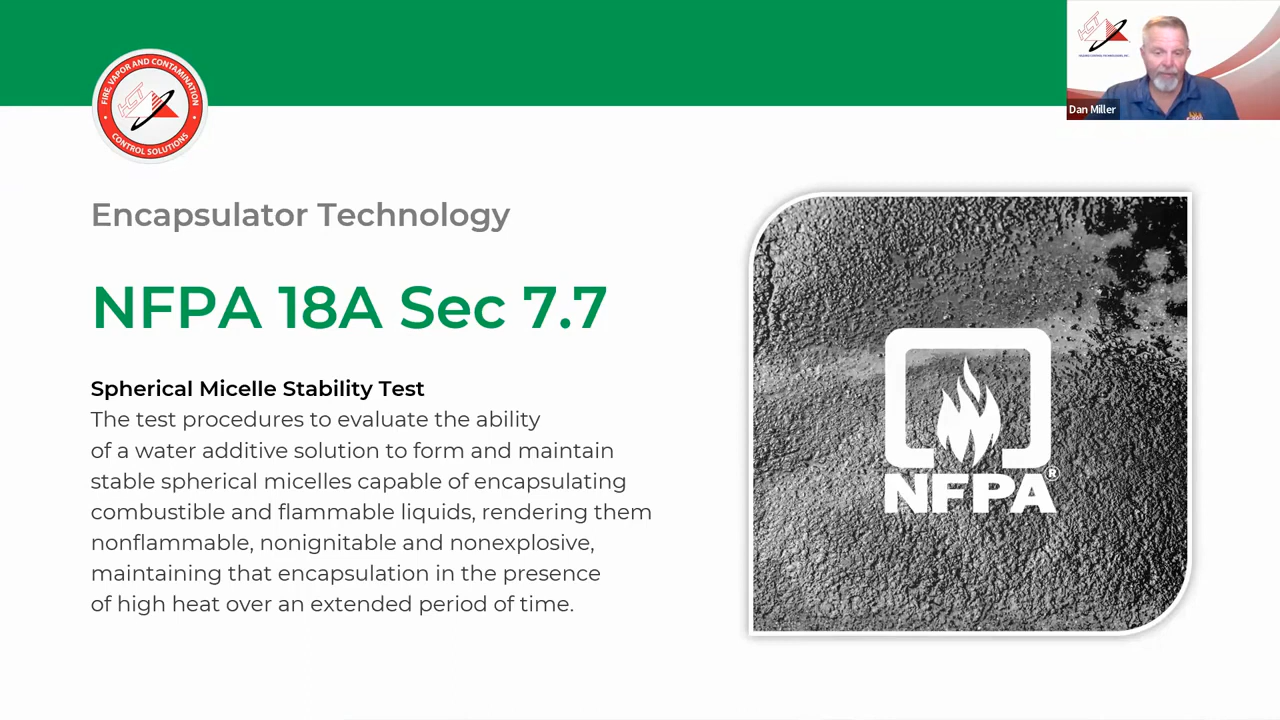 FIRE, VAPOR AND CONTAMINATION
HCT
CONTROL SOLUTIONS
HCT
Dan Miller
Encapsulator Technology
NFPA 18A Sec 7.7
Spherical Micelle Stability Test
The test procedures to evaluate the ability
of a water additive solution to form and maintain
stable spherical micelles capable of encapsulating
combustible and flammable liquids, rendering them
nonflammable, nonignitable and nonexplosive,
maintaining that encapsulation in the presence
of high heat over an extended period of time.
NFPA®